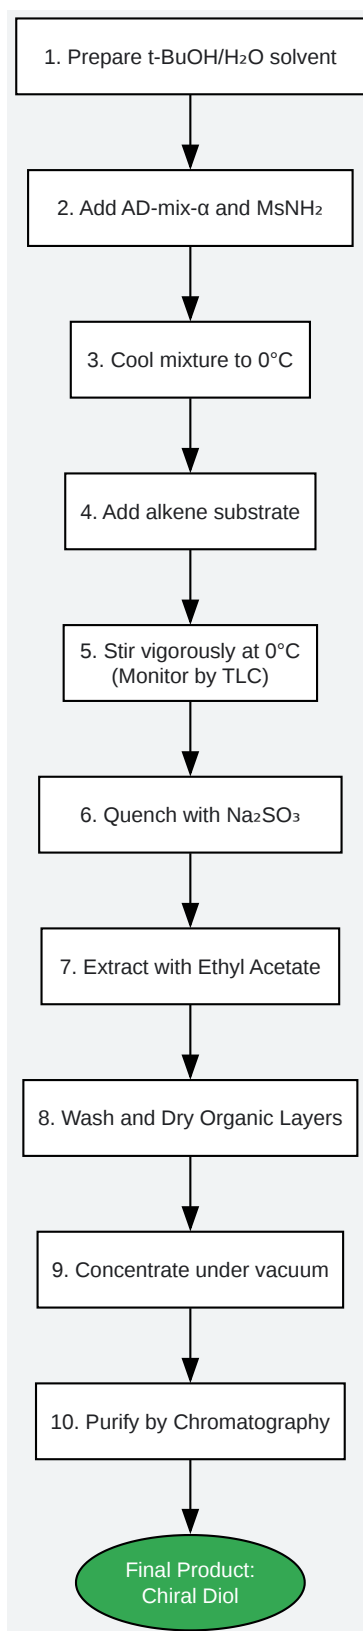 1. Prepare t-BuOH/H₂O solvent
2. Add AD-mix-α and MsNH₂
3. Cool mixture to 0°C
4. Add alkene substrate
5. Stir vigorously at 0°C
(Monitor by TLC)
6. Quench with Na₂SO₃
7. Extract with Ethyl Acetate
8. Wash and Dry Organic Layers
9. Concentrate under vacuum
10. Purify by Chromatography
Final Product:
Chiral Diol